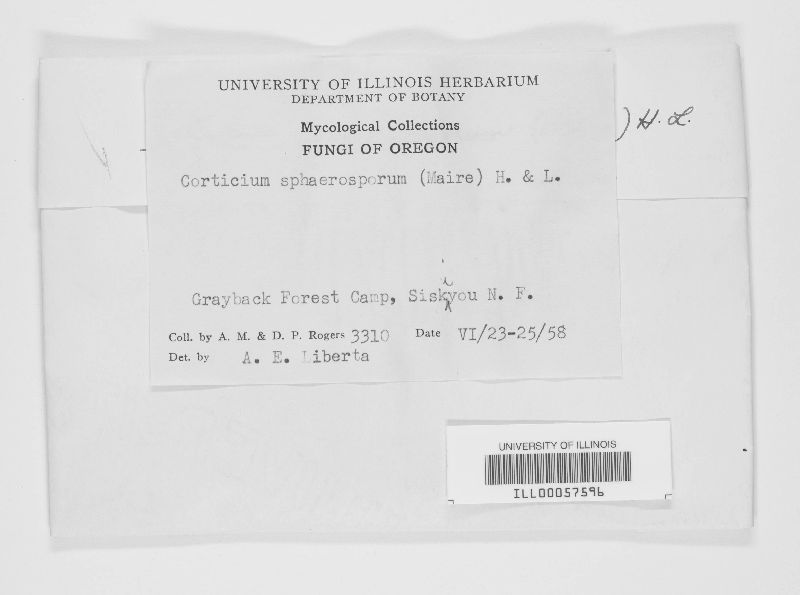 UNIVERSITY OF ILLINOIS HERBARIUM
DEPARTMENT OF BOTANY
Mycological Collections
FUNGI OF OREGON
) H. L.
Corticium sphaerosporum (Maire) H. & L.
Grayback Forest Camp, Siskiyou N. F.
Coll. by A. M. & D. P. Rogers 3310 Date VI/23-25/58
Det. by A. E. Liberta
UNIVERSITY OF ILLINOIS
ILL00057596